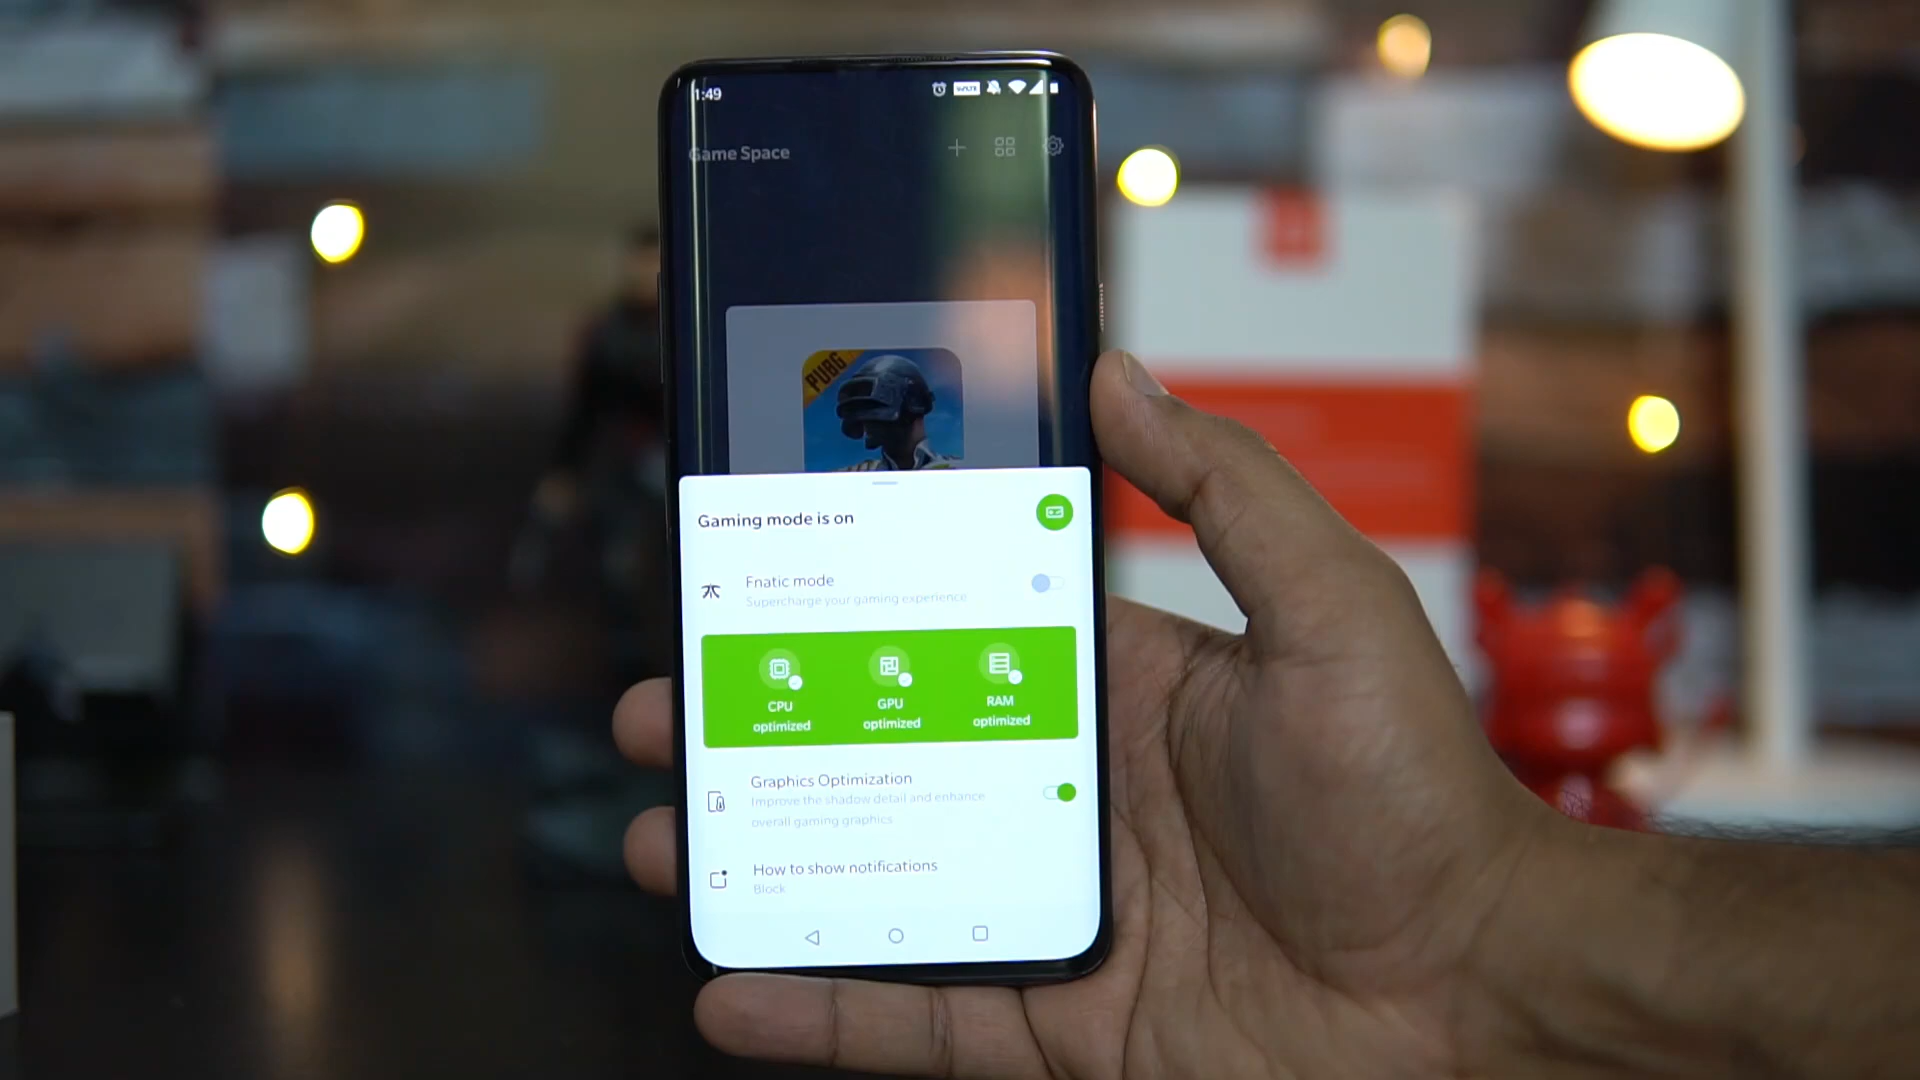 1:49
VoLTE
Game Space
PUBG
Gaming mode is on
Fnatic mode
Supercharge your gaming experience
CPU
optimized
GPU
optimized
RAM
optimized
Graphics Optimization
Improve the shadow detail and enhance
overall gaming graphics
How to show notifications
Block